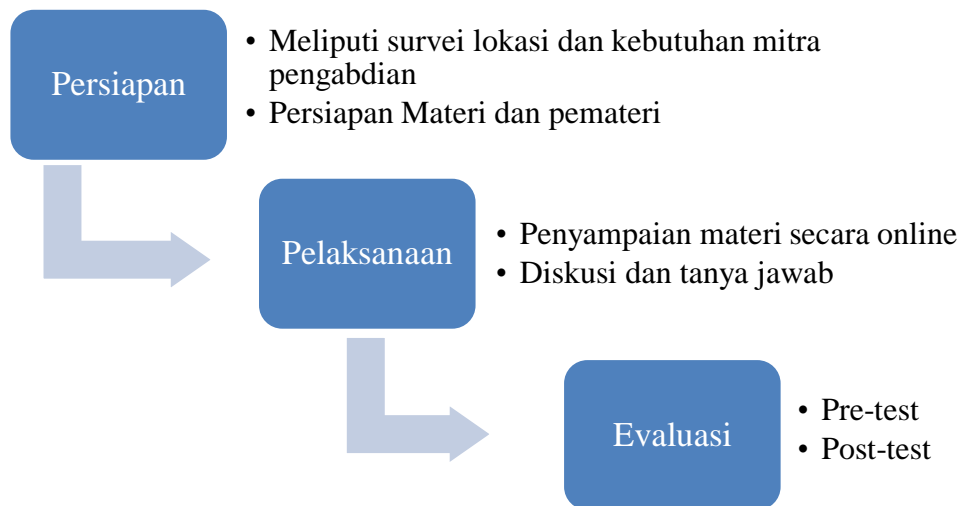 Persiapan
• Meliputi survei lokasi dan kebutuhan mitra
pengabdian
• Persiapan Materi dan pemateri
Pelaksanaan
• Penyampaian materi secara online
• Diskusi dan tanya jawab
Evaluasi
• Pre-test
• Post-test